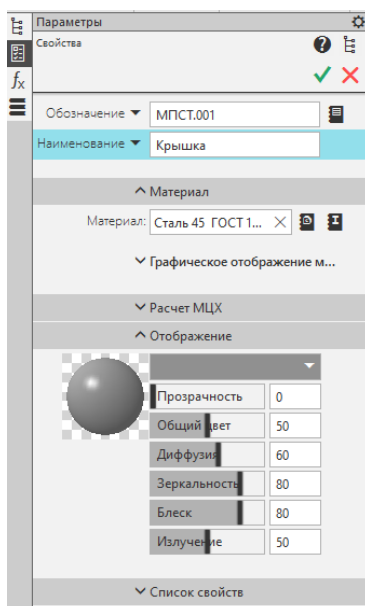 Параметры
Свойства
Обозначение МПСТ.001
Наименование Крышка
Материал
Материал: Сталь 45 ГОСТ 1...
Графическое отображение м...
Расчет МЦХ
Отображение
Прозрачность 0
Общий цвет 50
Диффузия 60
Зеркальность 80
Блеск 80
Излучение 50
Список свойств